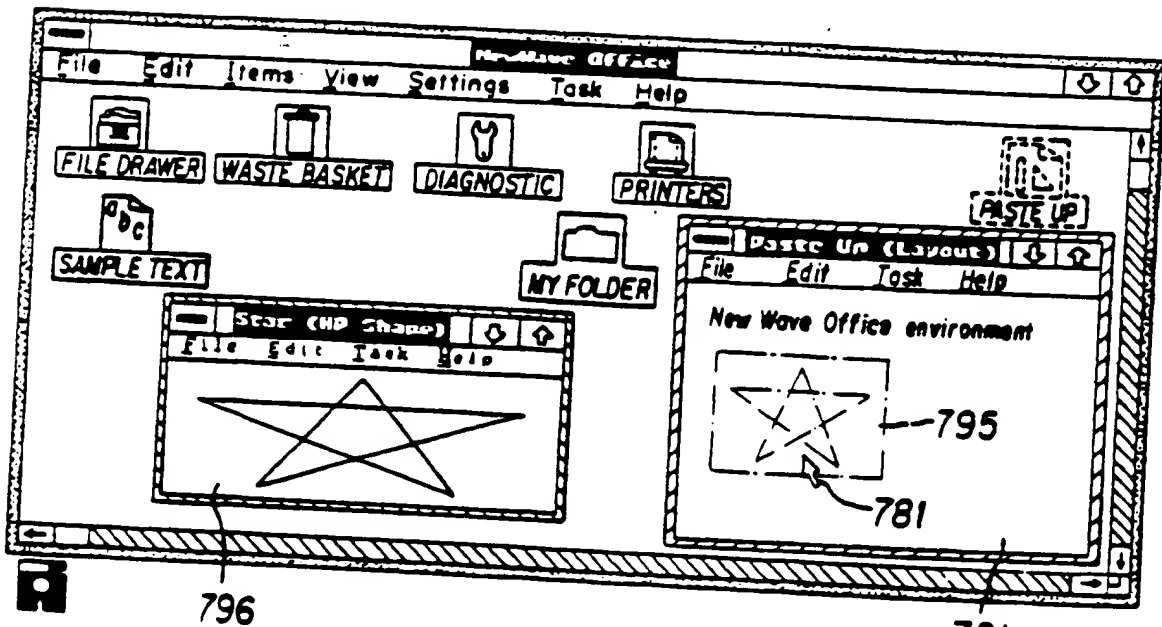 NewWave Office
File Edit Items View Settings Task Help
FILE DRAWER WASTE BASKET DIAGNOSTIC PRINTERS PASTE UP
abc
SAMPLE TEXT MY FOLDER
Paste Up (Layout)
File Edit Task Help
New Wave Office environment
Star (HP Shape)
File Edit Task Help
795
781
796